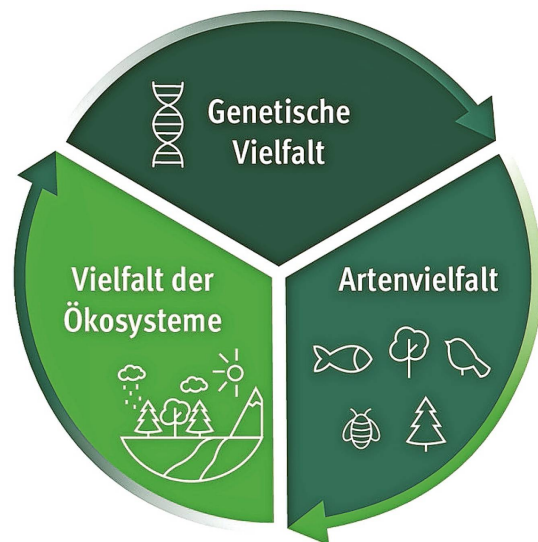 Genetische
Vielfalt
Vielfalt der
Ökosysteme
Artenvielfalt